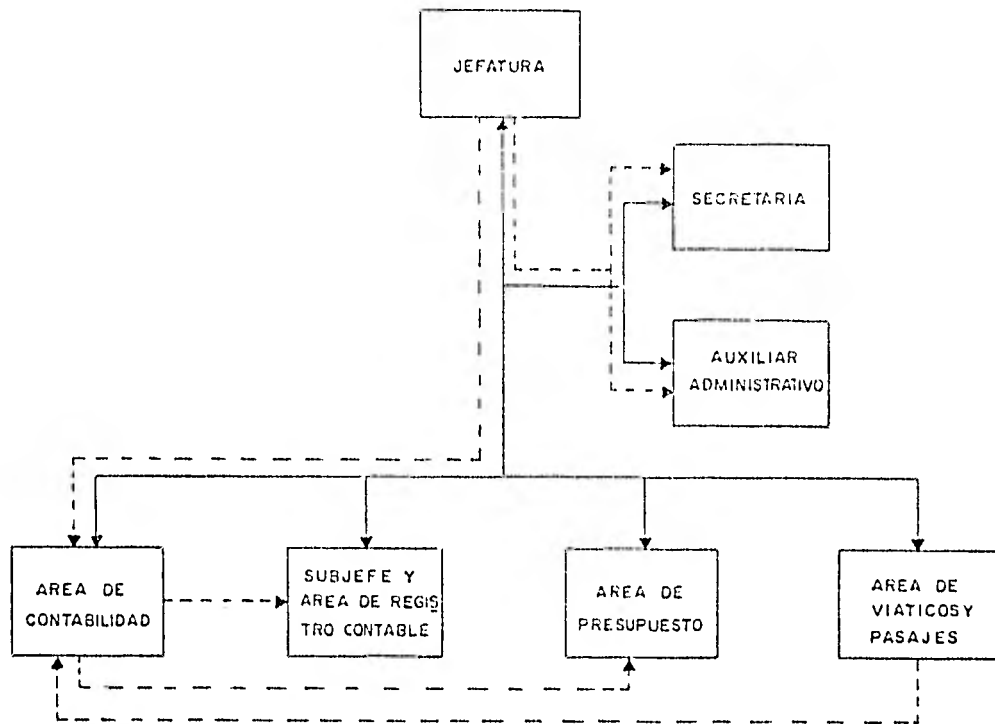 JEFATURA
SECRETARIA
AUXILIAR
ADMINISTRATIVO
AREA DE
CONTABILIDAD
SUBJEFE Y
AREA DE REGIS
TRO CONTABLE
AREA DE
PRESUPUESTO
AREA DE
VIATICOS Y
PASAJES